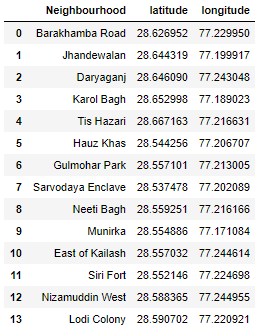 Neighbourhood latitude longitude
0 Barakhamba Road 28.626952 77.229950
1 Jhandewalan 28.644319 77.199917
2 Daryaganj 28.646090 77.243048
3 Karol Bagh 28.652998 77.189023
4 Tis Hazari 28.667163 77.216631
5 Hauz Khas 28.544256 77.206707
6 Gulmohar Park 28.557101 77.213005
7 Sarvodaya Enclave 28.537478 77.202089
8 Neeti Bagh 28.559251 77.216166
9 Munirka 28.554886 77.171084
10 East of Kailash 28.557032 77.244614
11 Siri Fort 28.552146 77.224698
12 Nizamuddin West 28.588365 77.244955
13 Lodi Colony 28.590702 77.220921